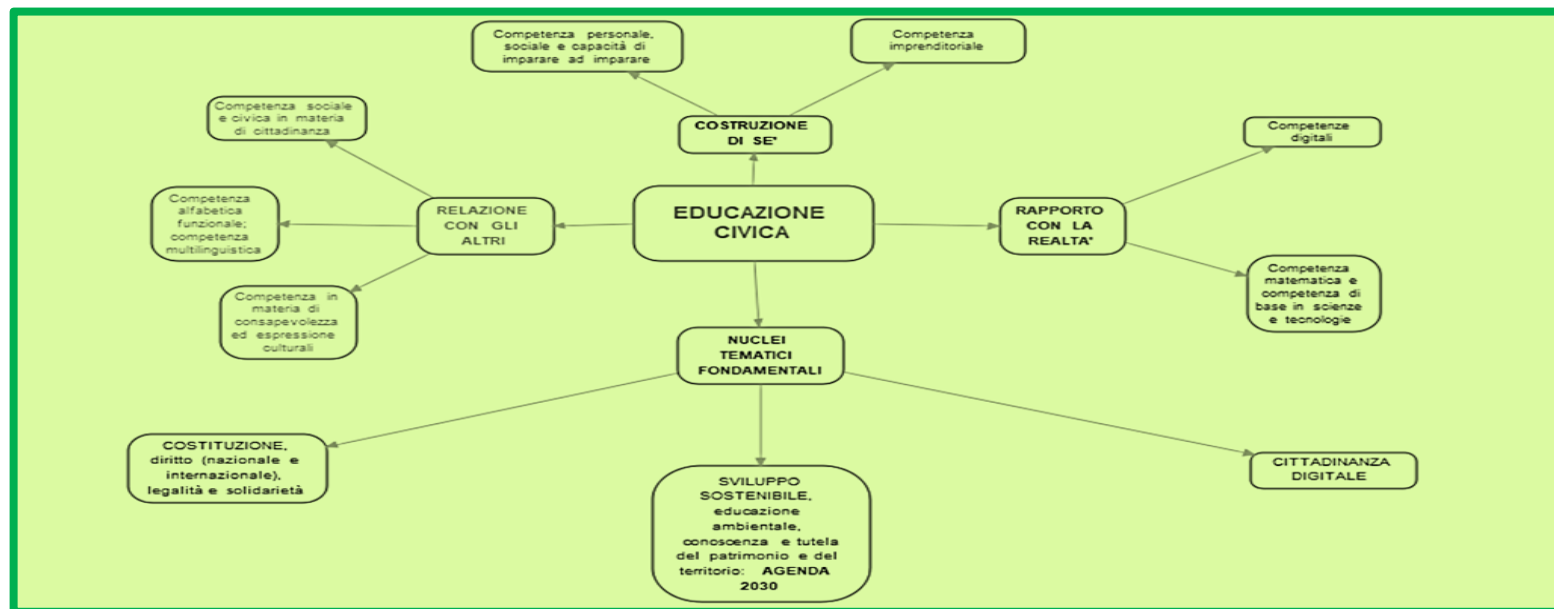 Competenza personale,
sociale e capacità di
imparare ad imparare
Competenza
imprenditoriale
Competenza sociale
e civica in materia
di cittadinanza
COSTRUZIONE
DI SE'
Competenze
digitali
Competenza
alfabetica
funzionale;
competenza
multilinguistica
RELAZIONE
CON GLI
ALTRI
EDUCAZIONE
CIVICA
RAPPORTO
CON LA
REALTA'
Competenza in
materia di
consapevolezza
ed espressione
culturali
Competenza
matematica e
competenza di
base in scienze
e tecnologie
NUCLEI
TEMATICI
FONDAMENTALI
COSTITUZIONE,
diritto (nazionale e
internazionale),
legalità e solidarietà
SVILUPPO
SOSTENIBILE,
educazione
ambientale,
conoscenza e tutela
del patrimonio e del
territorio: AGENDA
2030
CITTADINANZA
DIGITALE